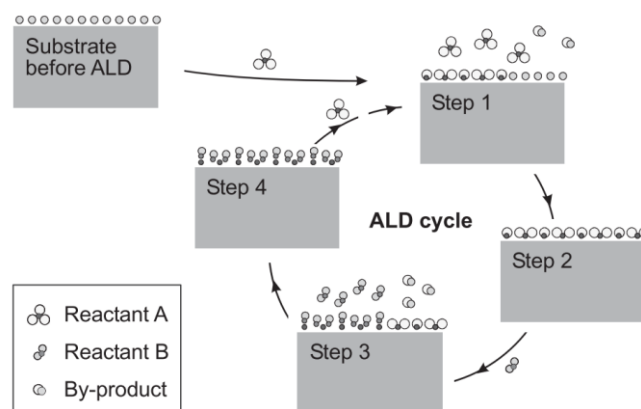 Substrate
before ALD
Step 1
Step 4
ALD cycle
Step 2
Step 3
Reactant A
Reactant B
By-product